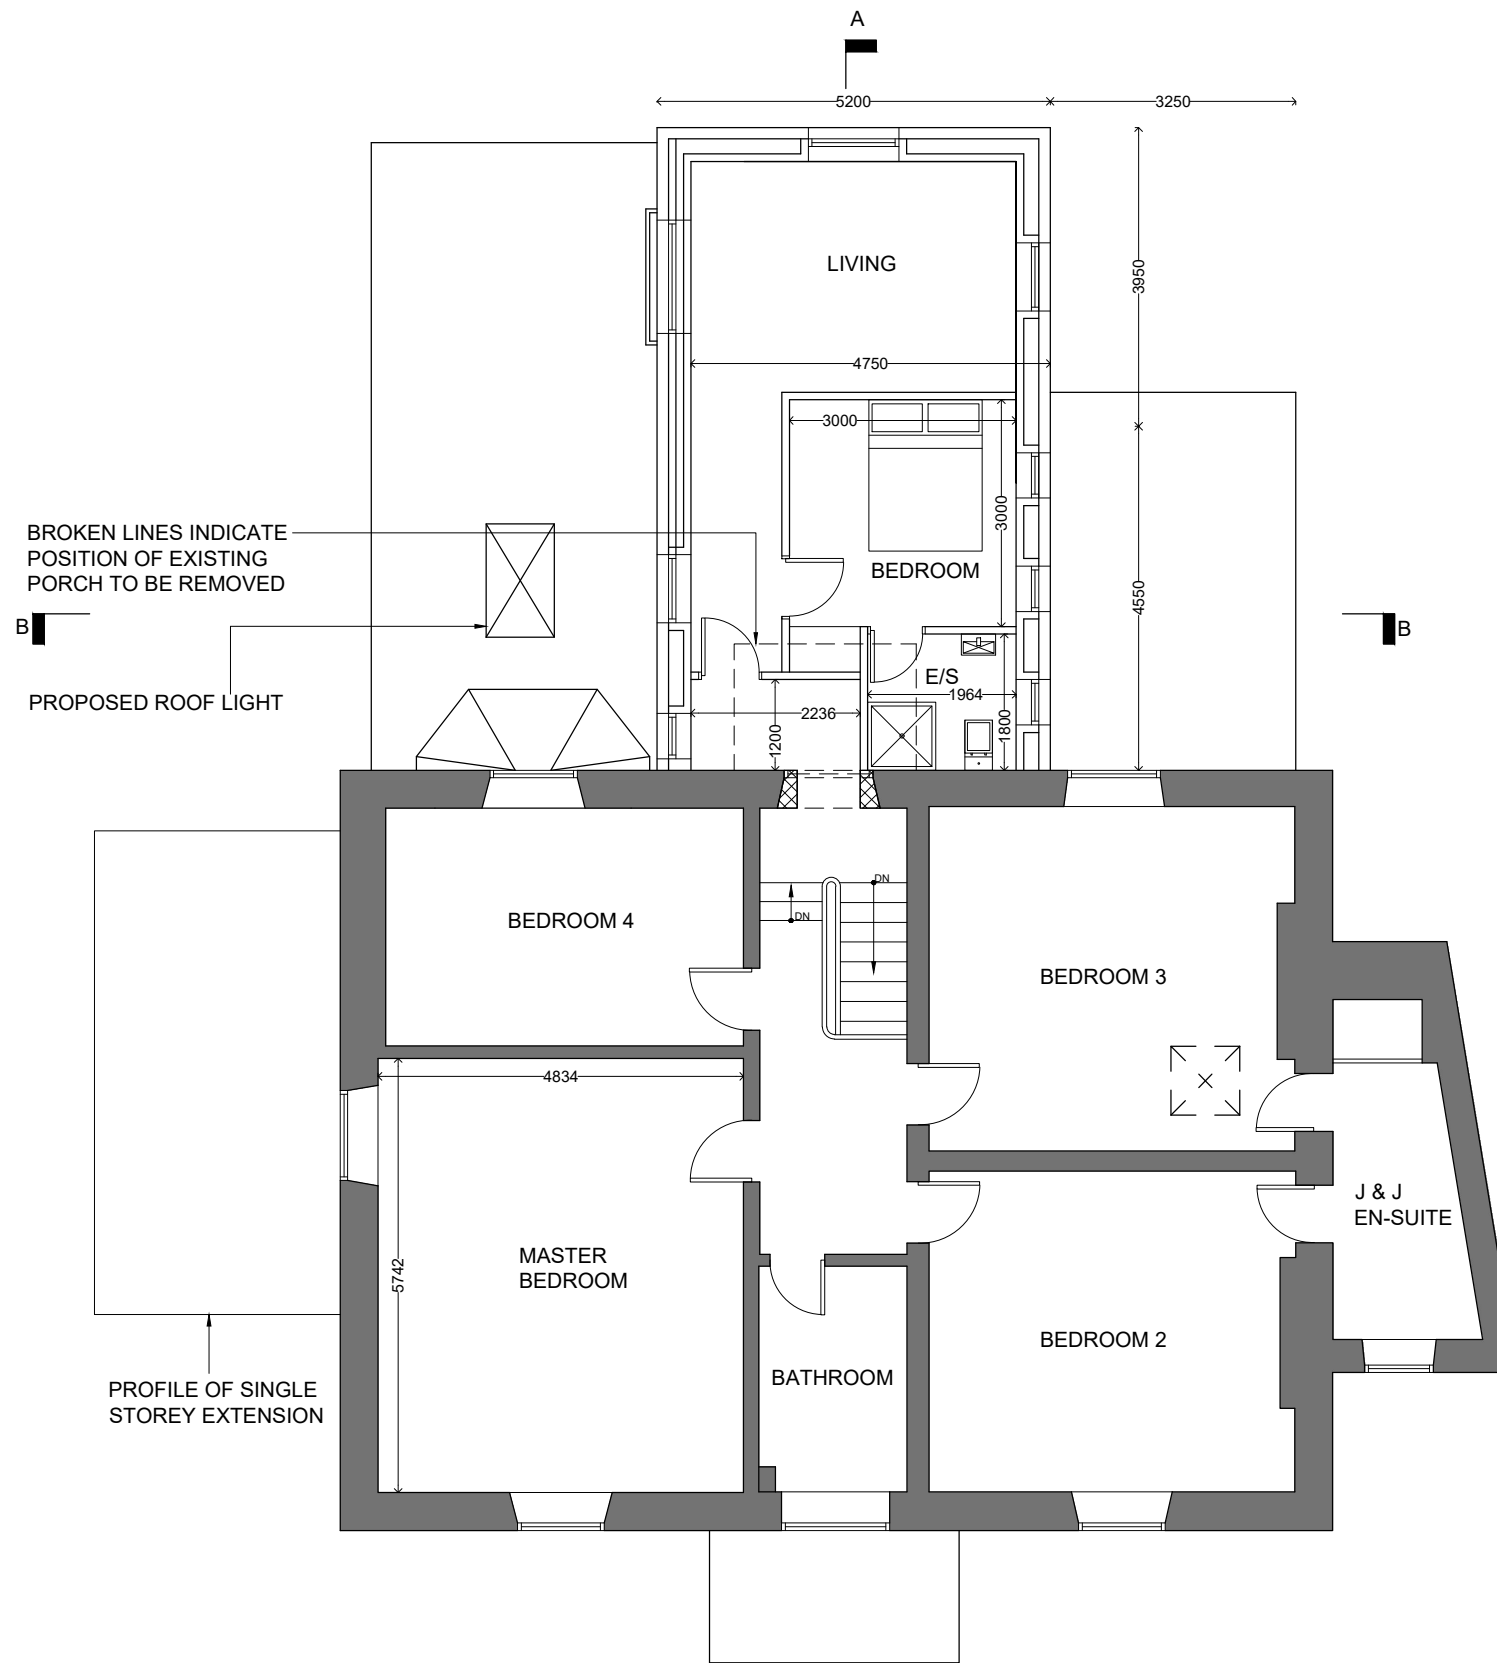 A
5200
3250
LIVING
3950
4750
3000
3000
BROKEN LINES INDICATE
POSITION OF EXISTING
PORCH TO BE REMOVED
BEDROOM
4550
B
B
PROPOSED ROOF LIGHT
E/S
1964
2236
1200
1800
DN
DN
BEDROOM 4
BEDROOM 3
4834
J & J
EN-SUITE
MASTER
BEDROOM
5742
BEDROOM 2
BATHROOM
PROFILE OF SINGLE
STOREY EXTENSION